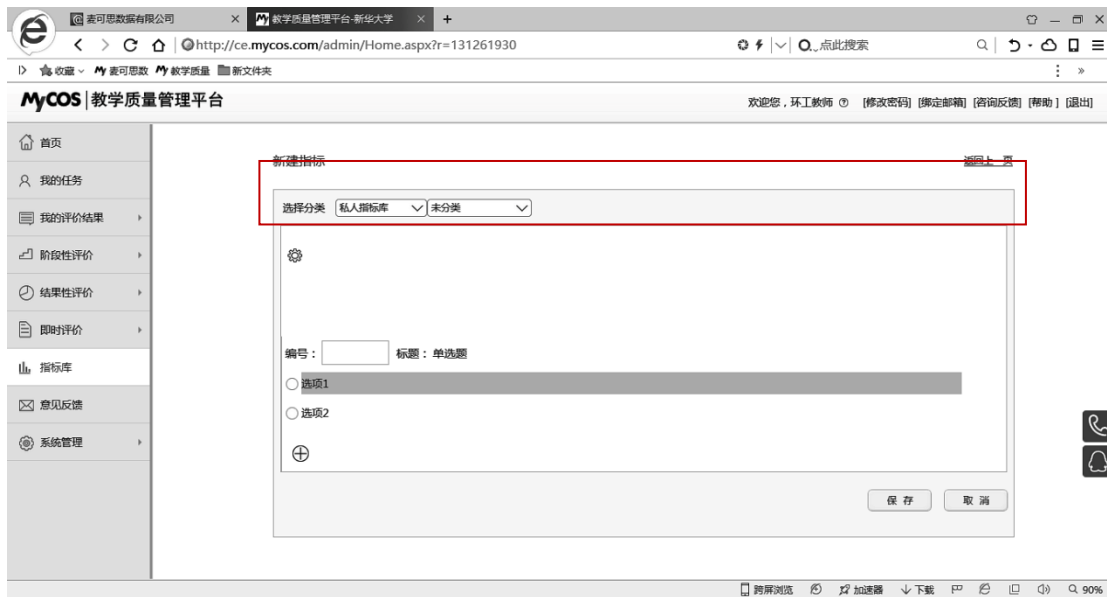 麦可思数据有限公司 × 教学质量管理平台-新华大学 × +
http://ce.mycos.com/admin/Home.aspx?r=131261930 点此搜索
收藏 麦可思数 教学质量 新文件夹
MyCOS 教学质量管理平台 欢迎您，环工教师 [修改密码] [绑定邮箱] [咨询反馈] [帮助] [退出]
首页
新建指标 返回上一页
我的任务
选择分类 私人指标库 未分类
我的评价结果
阶段性评价
结果性评价
即时评价
编号： 标题：单选题
指标库
选项1
意见反馈
选项2
系统管理
保存 取消
跨屏浏览 加速器 下载 90%